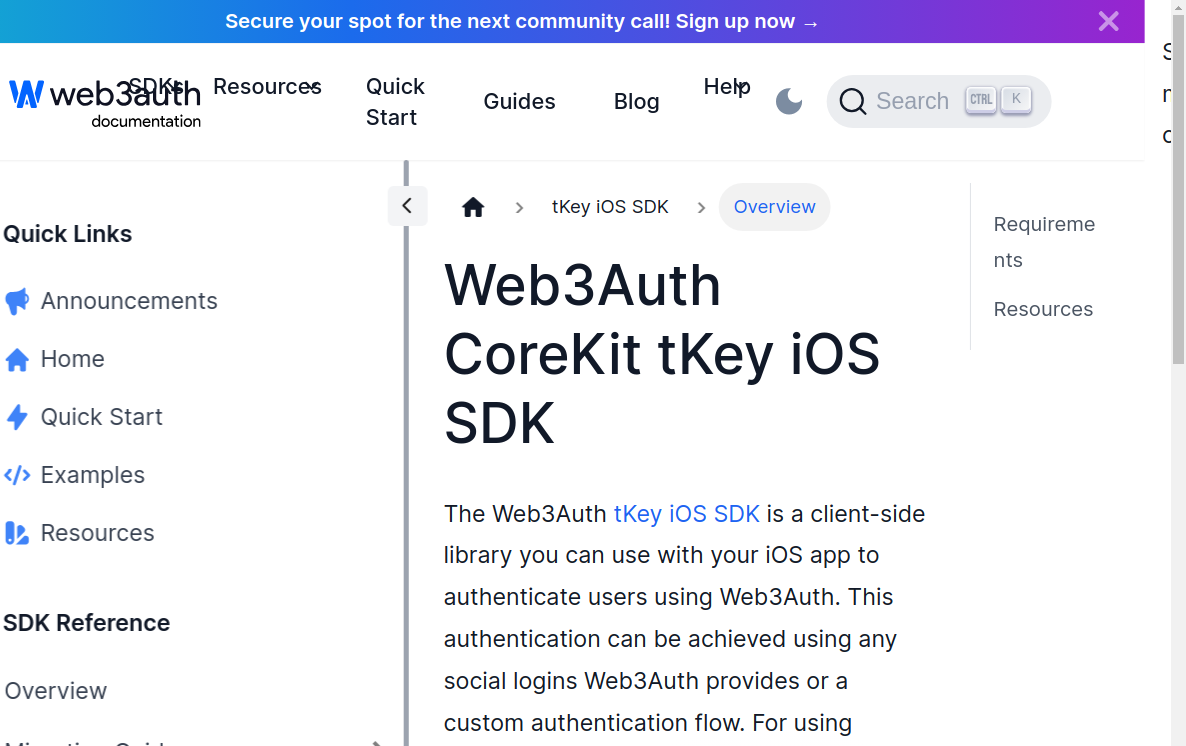 Secure your spot for the next community call! Sign up now →
web3auth
documentation
SDKs
Resources
Quick
Start
Guides
Blog
Help
Search
CTRL
K
Quick Links
Announcements
Home
Quick Start
Examples
Resources
SDK Reference
Overview
tKey iOS SDK
Overview
Web3Auth
CoreKit tKey iOS
SDK
The Web3Auth tKey iOS SDK is a client-side
library you can use with your iOS app to
authenticate users using Web3Auth. This
authentication can be achieved using any
social logins Web3Auth provides or a
custom authentication flow. For using
Requireme
nts
Resources